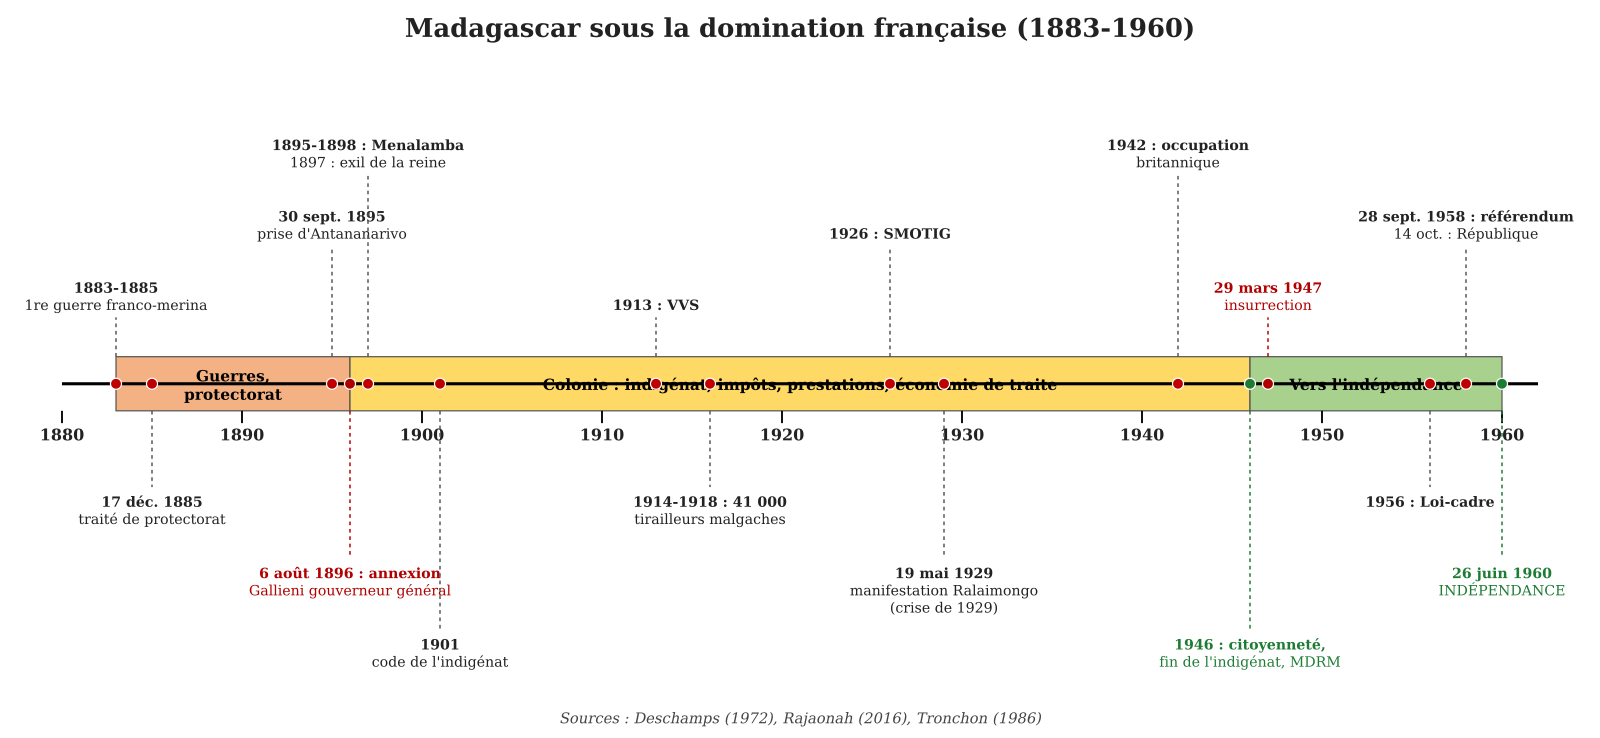 Madagascar sous la domination française (1883-1960)
1895-1898 : Menalamba
1897 : exil de la reine
1942 : occupation
britannique
30 sept. 1895
prise d'Antananarivo
1926 : SMOTIG
28 sept. 1958 : référendum
14 oct. : République
1883-1885
1re guerre franco-merina
1913 : VVS
29 mars 1947
insurrection
Guerres,
protectorat
Colonie : indigénat, impôts, prestations, économie de traite
Vers l'indépendance
1880
1890
1900
1910
1920
1930
1940
1950
1960
17 déc. 1885
traité de protectorat
1914-1918 : 41 000
tirailleurs malgaches
1956 : Loi-cadre
6 août 1896 : annexion
Gallieni gouverneur général
19 mai 1929
manifestation Ralaimongo
(crise de 1929)
26 juin 1960
INDÉPENDANCE
1901
code de l'indigénat
1946 : citoyenneté,
fin de l'indigénat, MDRM
Sources : Deschamps (1972), Rajaonah (2016), Tronchon (1986)